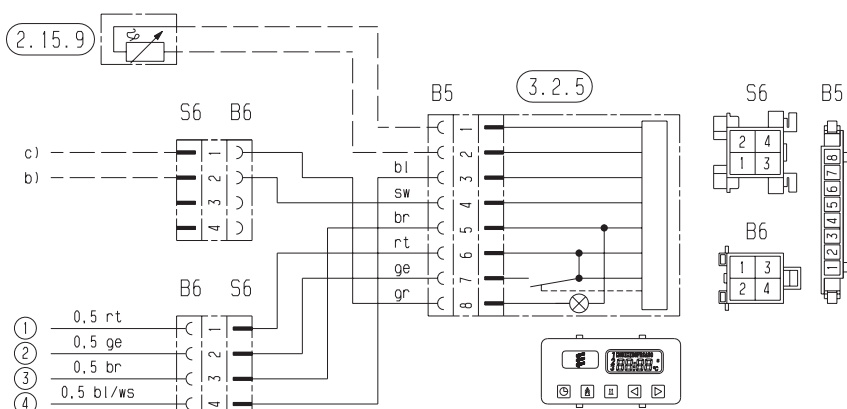 2.15.9
S6 B6
c)
b)
1
2
3
4
B5
3.2.5
1
2
bl 3
sw 4
br 5
rt 6
ge 7
gr 8
S6
2 4
1 3
B5
8
7
6
5
4
3
2
1
B6
1 3
2 4
B6 S6
1 0,5 rt 1
2 0,5 ge 2
3 0,5 br 3
4 0,5 bl/ws 4